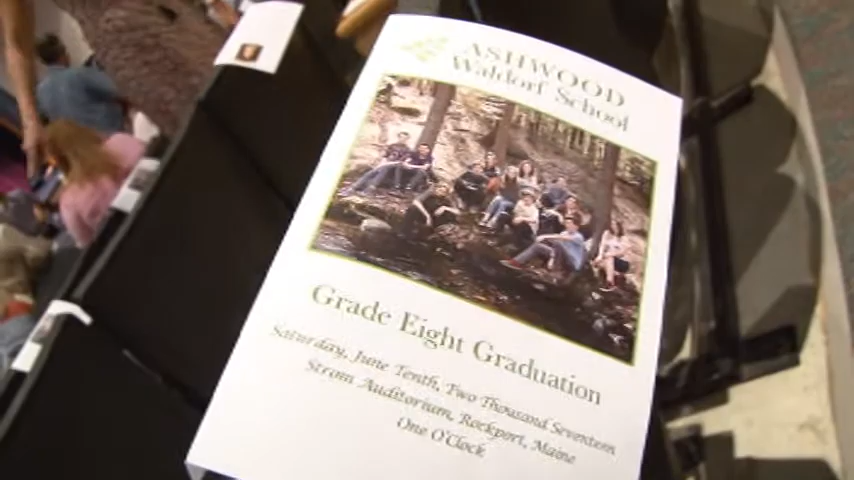 ASHWOOD
Waldorf School
Grade Eight Graduation
Saturday, June Tenth, Two Thousand Seventeen
Strom Auditorium, Rockport, Maine
One O'Clock